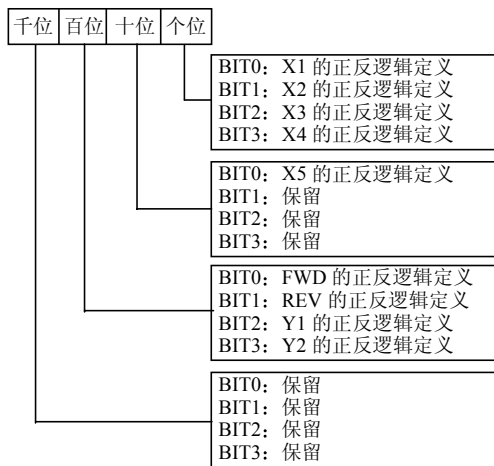 千位 百位 十位 个位
BIT0：X1 的正反逻辑定义
BIT1：X2 的正反逻辑定义
BIT2：X3 的正反逻辑定义
BIT3：X4 的正反逻辑定义
BIT0：X5 的正反逻辑定义
BIT1：保留
BIT2：保留
BIT3：保留
BIT0：FWD 的正反逻辑定义
BIT1：REV 的正反逻辑定义
BIT2：Y1 的正反逻辑定义
BIT3：Y2 的正反逻辑定义
BIT0：保留
BIT1：保留
BIT2：保留
BIT3：保留